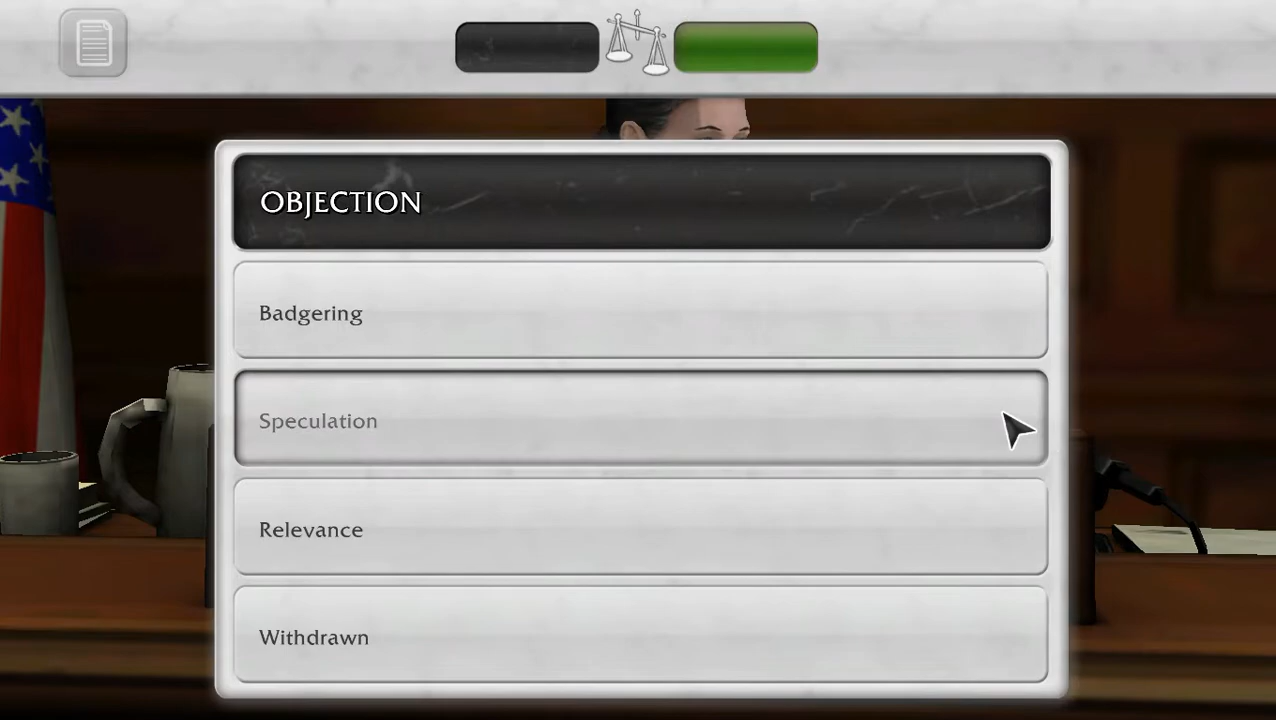 OBJECTION
Badgering
Speculation
Relevance
Withdrawn